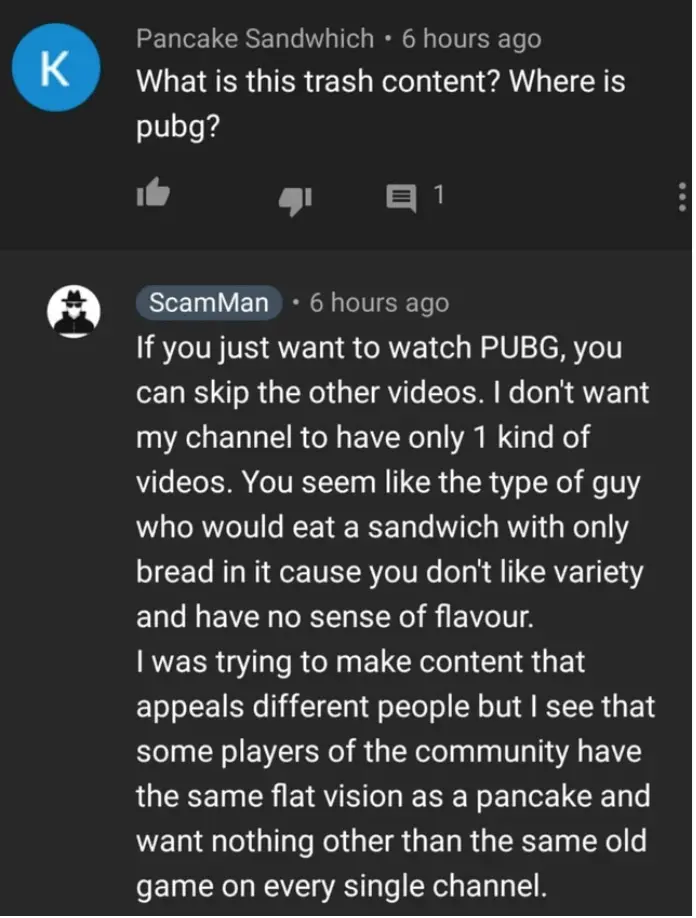 K
Pancake Sandwhich • 6 hours ago
What is this trash content? Where is
pubg?
1
ScamMan • 6 hours ago
If you just want to watch PUBG, you
can skip the other videos. I don't want
my channel to have only 1 kind of
videos. You seem like the type of guy
who would eat a sandwich with only
bread in it cause you don't like variety
and have no sense of flavour.
I was trying to make content that
appeals different people but I see that
some players of the community have
the same flat vision as a pancake and
want nothing other than the same old
game on every single channel.